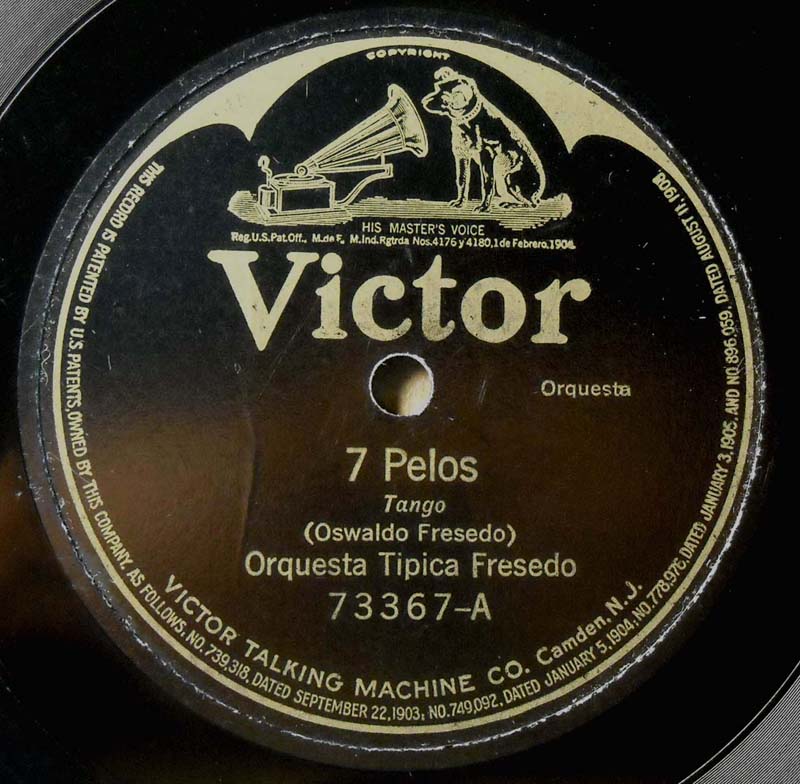 COPYRIGHT
HIS MASTER'S VOICE
Reg.U.S.Pat.Off., M.de F. M.Ind.Rgtrda Nos.4176 y 4180,1 de Febrero,1904.
Victor
Orquesta
7 Pelos
Tango
(Oswaldo Fresedo)
Orquesta Tipica Fresedo
73367-A
VICTOR TALKING MACHINE CO. Camden, N.J.
THIS RECORD IS PATENTED BY U.S. PATENTS, OWNED BY THIS COMPANY, AS FOLLOWS, NO. 739,318, DATED SEPTEMBER 22, 1903; NO. 749,092, DATED JANUARY 5, 1904, NO. 778,976, DATED JANUARY 3, 1905, AND NO. 896,059, DATED AUGUST 11, 1908.